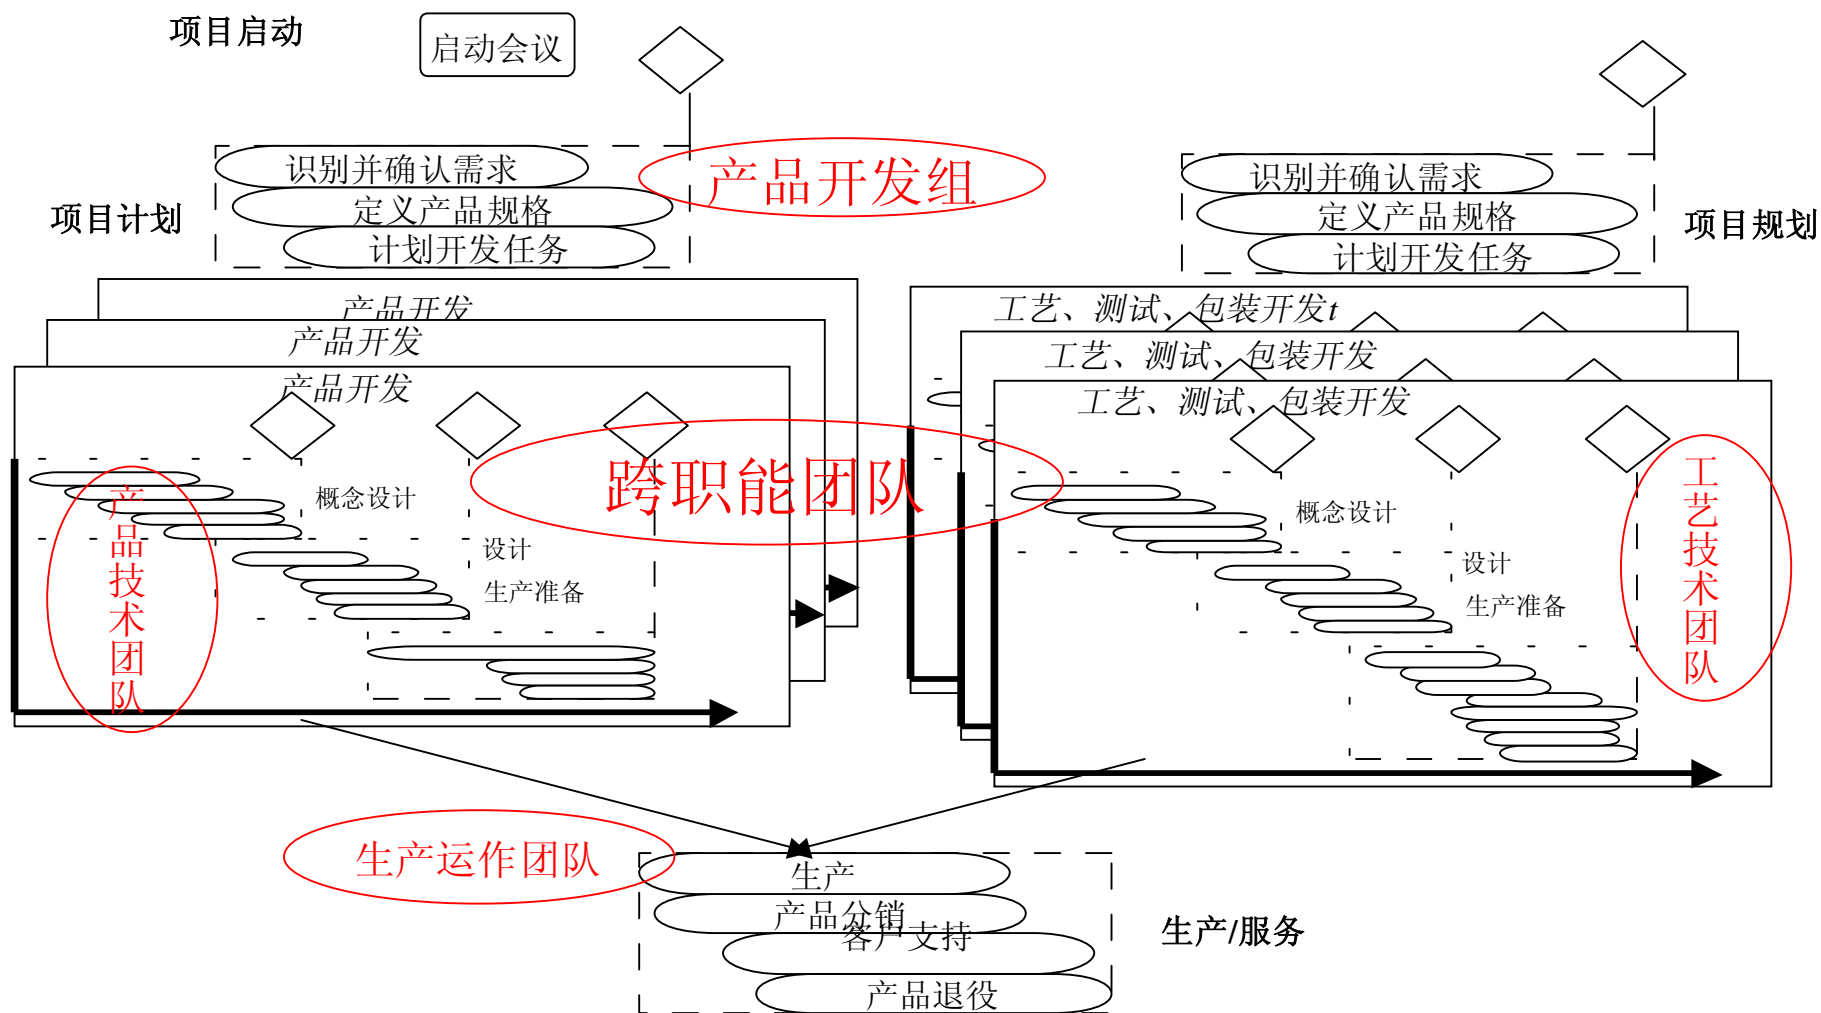 项目启动
启动会议
识别并确认需求
定义产品规格
计划开发任务
项目计划
产品开发组
识别并确认需求
定义产品规格
计划开发任务
项目规划
产品开发
产品开发
产品开发
工艺、测试、包装开发t
工艺、测试、包装开发
工艺、测试、包装开发
跨职能团队
产品技术团队
概念设计
设计
生产准备
概念设计
设计
生产准备
工艺技术团队
生产运作团队
生产
产品分销
客户支持
产品退役
生产/服务